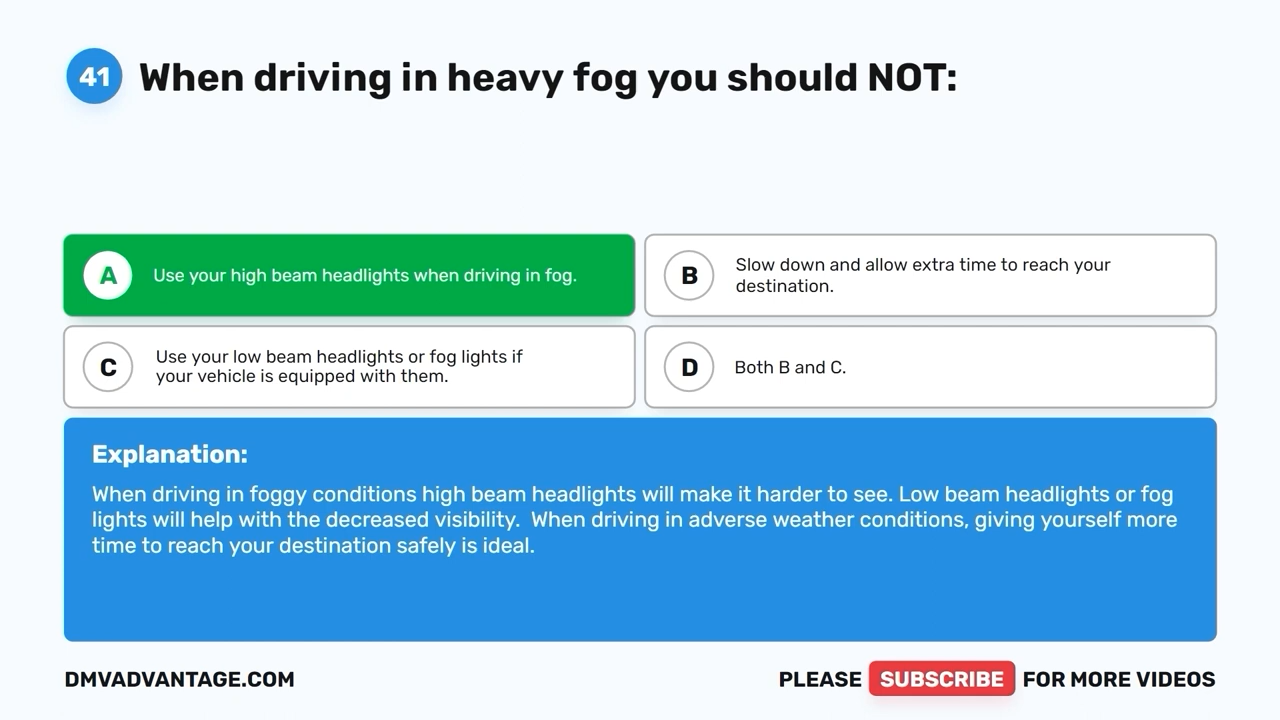 41 When driving in heavy fog you should NOT:
A Use your high beam headlights when driving in fog.
B Slow down and allow extra time to reach your
destination.
C Use your low beam headlights or fog lights if
your vehicle is equipped with them.
D Both B and C.
Explanation:
When driving in foggy conditions high beam headlights will make it harder to see. Low beam headlights or fog
lights will help with the decreased visibility.  When driving in adverse weather conditions, giving yourself more
time to reach your destination safely is ideal.
DMVADVANTAGE.COM
PLEASE SUBSCRIBE FOR MORE VIDEOS